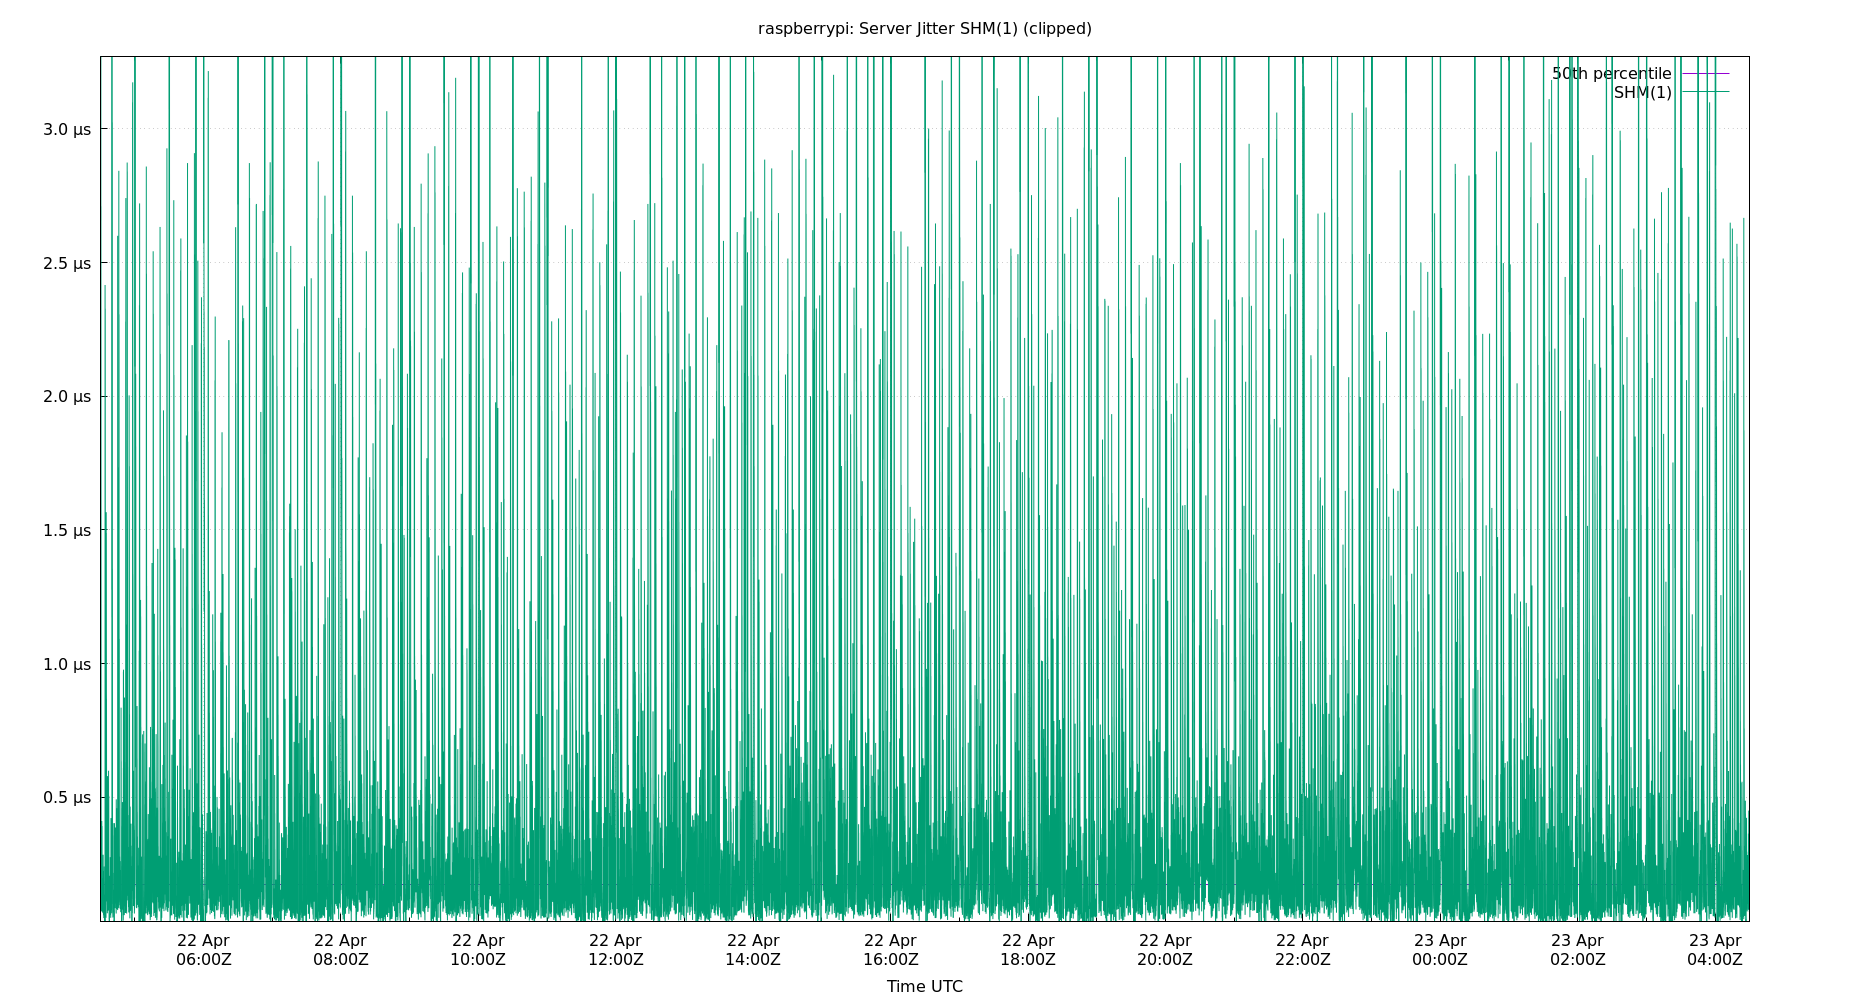 raspberrypi: Server Jitter SHM(1) (clipped)
50th percentile
SHM(1)
3.0 µs
2.5 µs
2.0 µs
1.5 µs
1.0 µs
0.5 µs
22 Apr 22 Apr 22 Apr 22 Apr 22 Apr 22 Apr 22 Apr 22 Apr 22 Apr 23 Apr 23 Apr 23 Apr
06:00Z 08:00Z 10:00Z 12:00Z 14:00Z 16:00Z 18:00Z 20:00Z 22:00Z 00:00Z 02:00Z 04:00Z
Time UTC